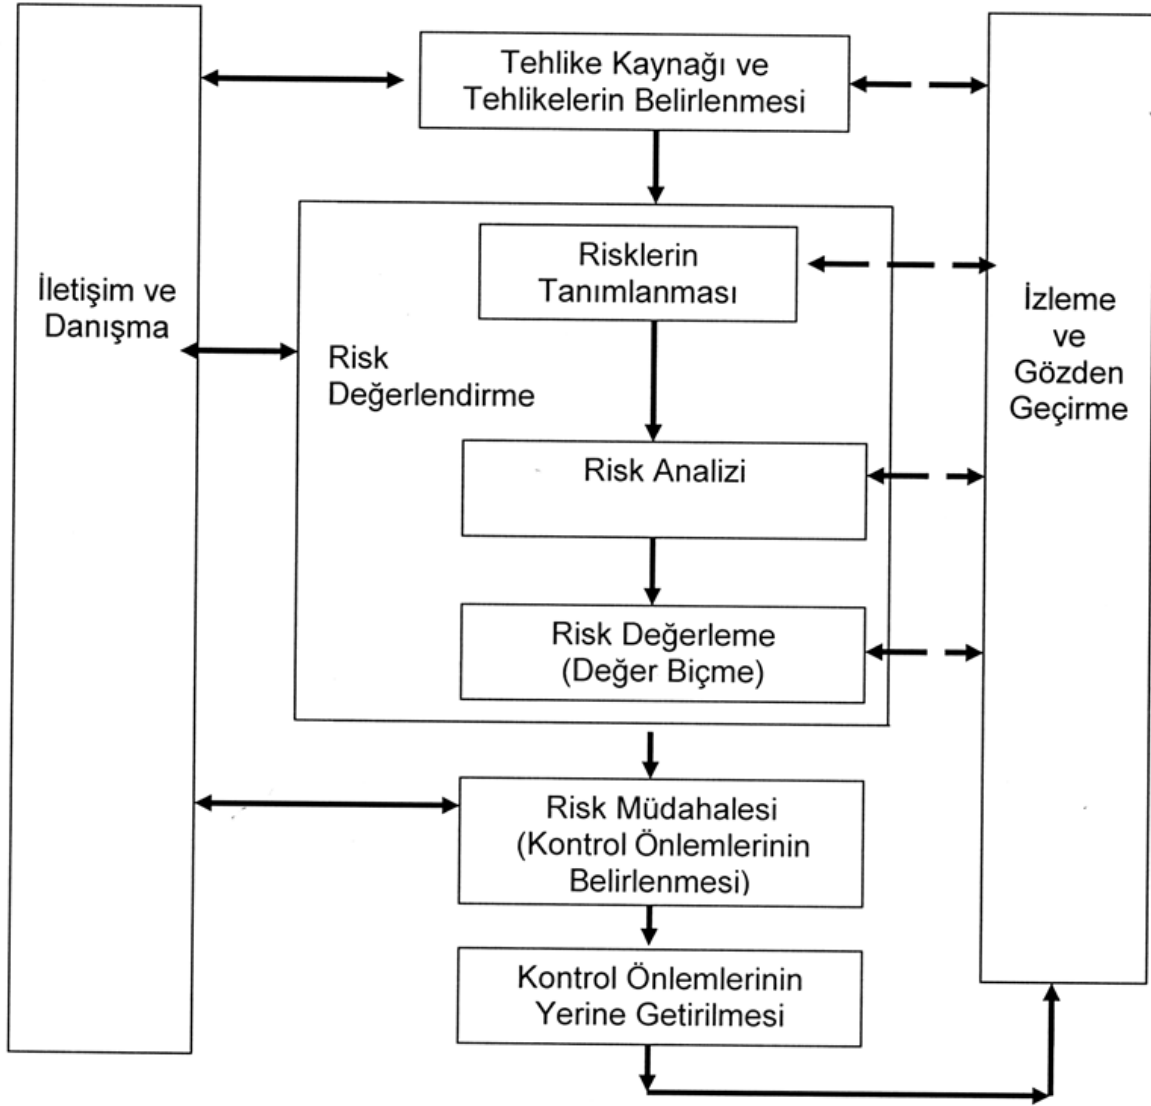 Tehlike Kaynağı ve
Tehlikelerin Belirlenmesi
İletişim ve
Danışma
Risk
Değerlendirme
Risklerin
Tanımlanması
Risk Analizi
Risk Değerleme
(Değer Biçme)
İzleme
ve
Gözden
Geçirme
Risk Müdahalesi
(Kontrol Önlemlerinin
Belirlenmesi)
Kontrol Önlemlerinin
Yerine Getirilmesi